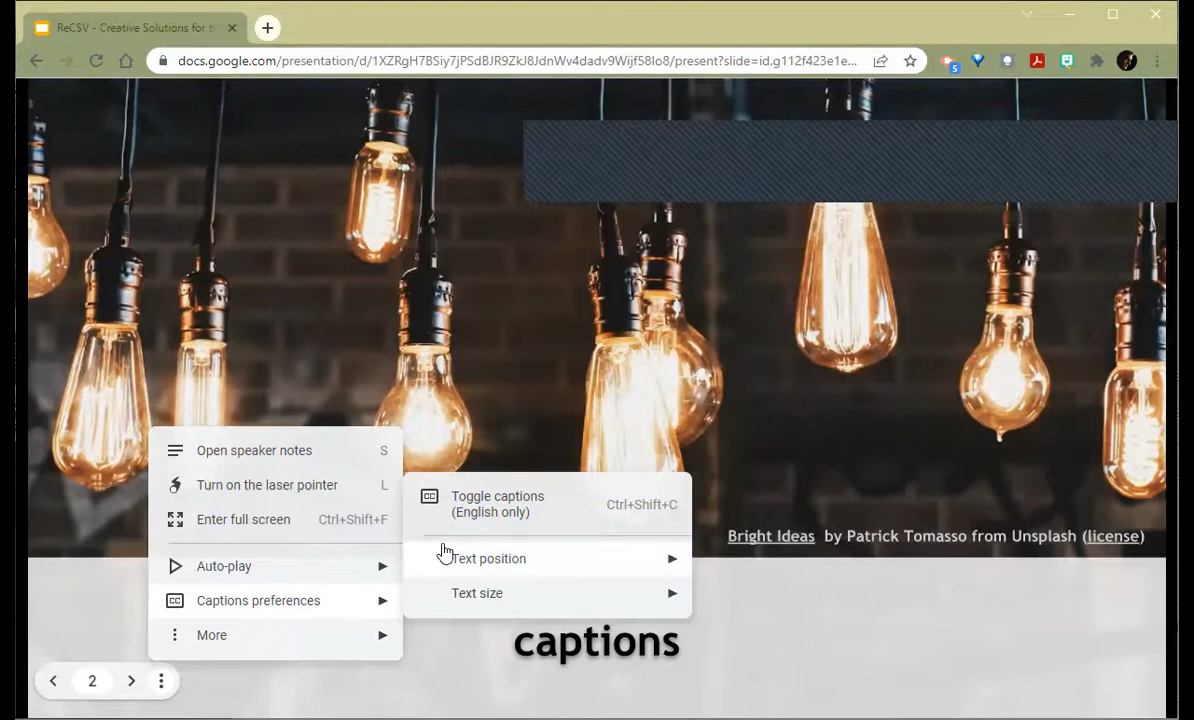 ReCSV - Creative Solutions for t
docs.google.com/presentation/d/1XZRgH7BSiy7jPSdBJR9ZkJ8JdnWv4dadv9Wijf58Io8/present?slide=id.g112f423e1e...
5
Open speaker notes S
Turn on the laser pointer L
Enter full screen Ctrl+Shift+F
Auto-play
Captions preferences
More
Toggle captions
(English only) Ctrl+Shift+C
Text position
Text size
Bright Ideas by Patrick Tomasso from Unsplash (license)
captions
2